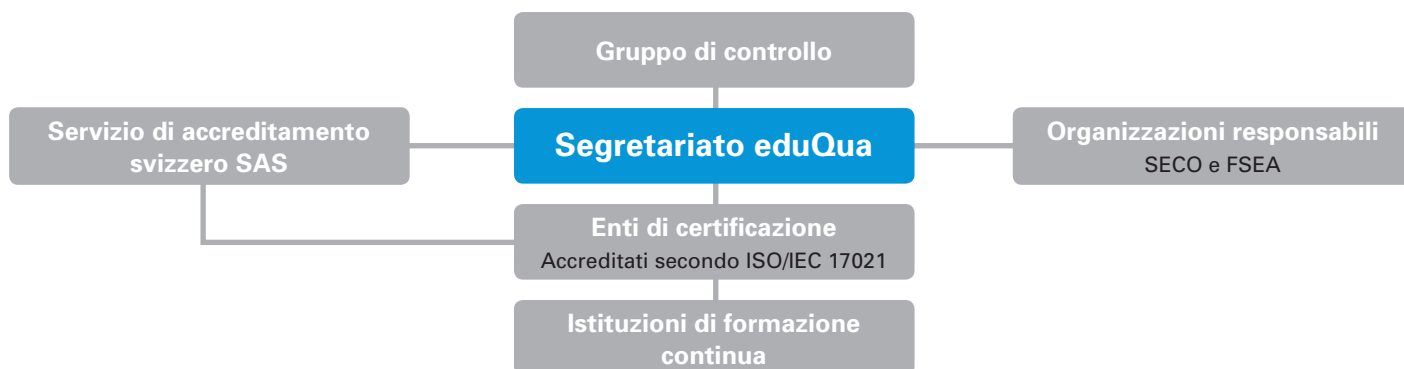 Gruppo di controllo
Servizio di accreditamento
svizzero SAS
Segretariato eduQua
Organizzazioni responsabili
SECO e FSEA
Enti di certificazione
Accreditati secondo ISO/IEC 17021
Istituzioni di formazione
continua